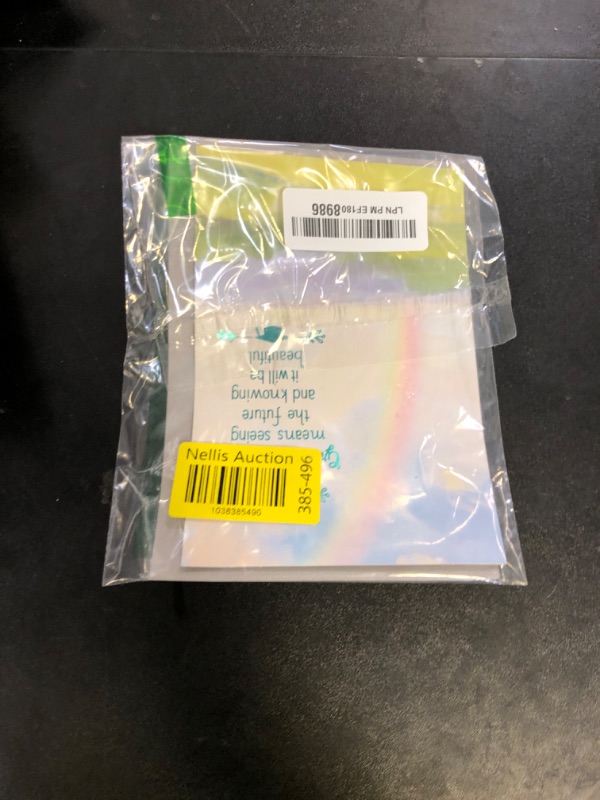 LPN PM EF180 8986
means seeing
the future
and knowing
it will be
beautiful
Nellis Auction
385-496
1038385496